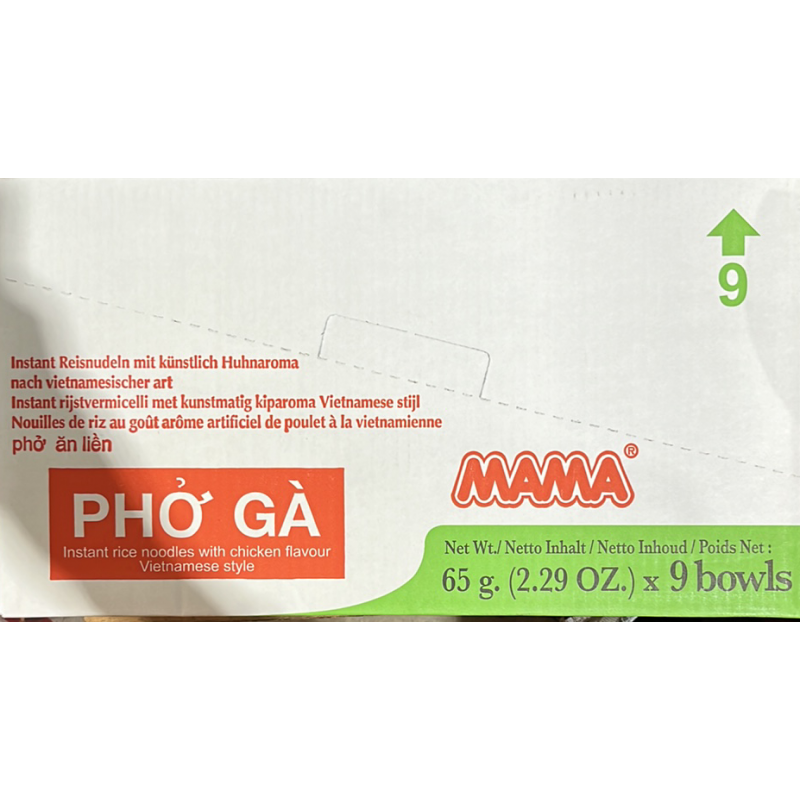 9
Instant Reisnudeln mit künstlich Huhnaroma
nach vietnamesischer art
Instant rijstvermicelli met kunstmatig kiparoma Vietnamese stijl
Nouilles de riz au goût arôme artificiel de poulet à la vietnamienne
phở ăn liền
PHỞ GÀ
Instant rice noodles with chicken flavour
Vietnamese style
MAMA®
Net Wt./ Netto Inhalt / Netto Inhoud / Poids Net :
65 g. (2.29 OZ.) x 9 bowls